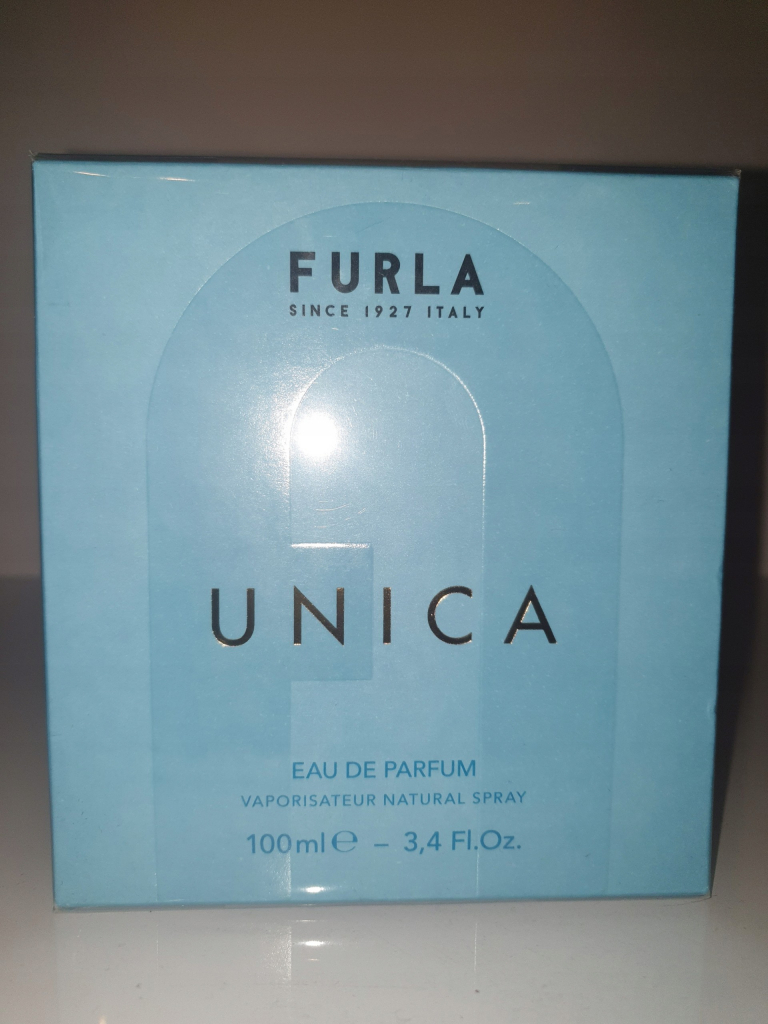 FURLA
SINCE 1927 ITALY
UNICA
EAU DE PARFUM
VAPORISATEUR NATURAL SPRAY
100ml ℮ – 3,4 Fl.Oz.